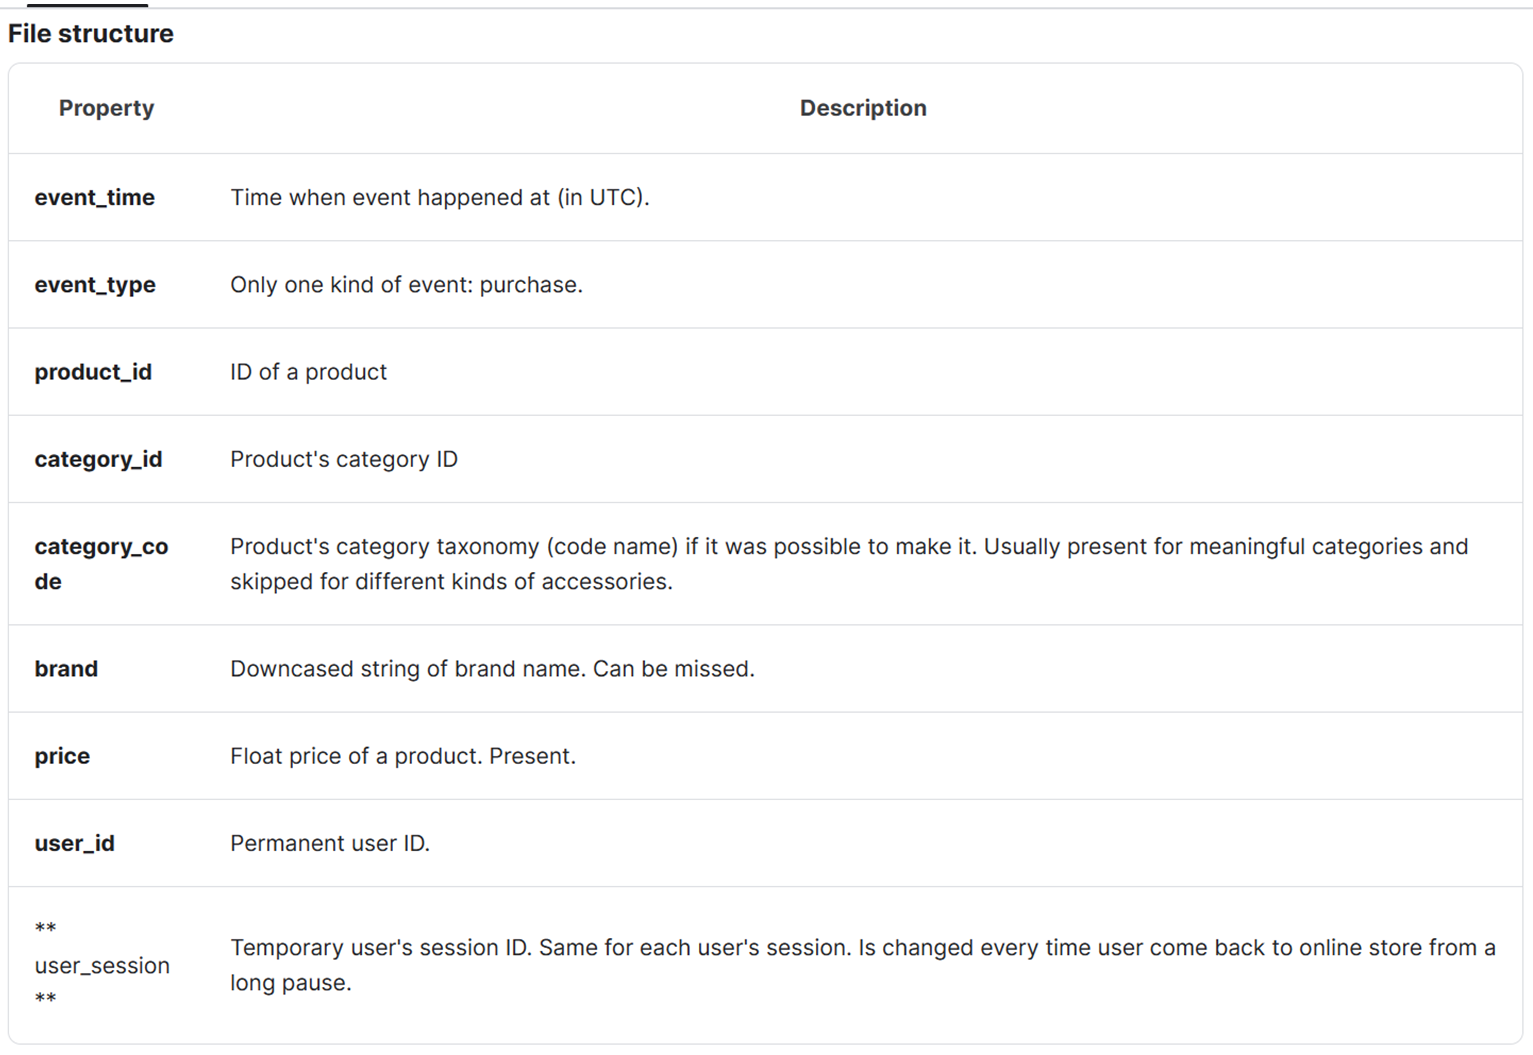 File structure
Property Description
event_time Time when event happened at (in UTC).
event_type Only one kind of event: purchase.
product_id ID of a product
category_id Product's category ID
category_co Product's category taxonomy (code name) if it was possible to make it. Usually present for meaningful categories and
de skipped for different kinds of accessories.
brand Downcased string of brand name. Can be missed.
price Float price of a product. Present.
user_id Permanent user ID.
**
user_session Temporary user's session ID. Same for each user's session. Is changed every time user come back to online store from a
** long pause.